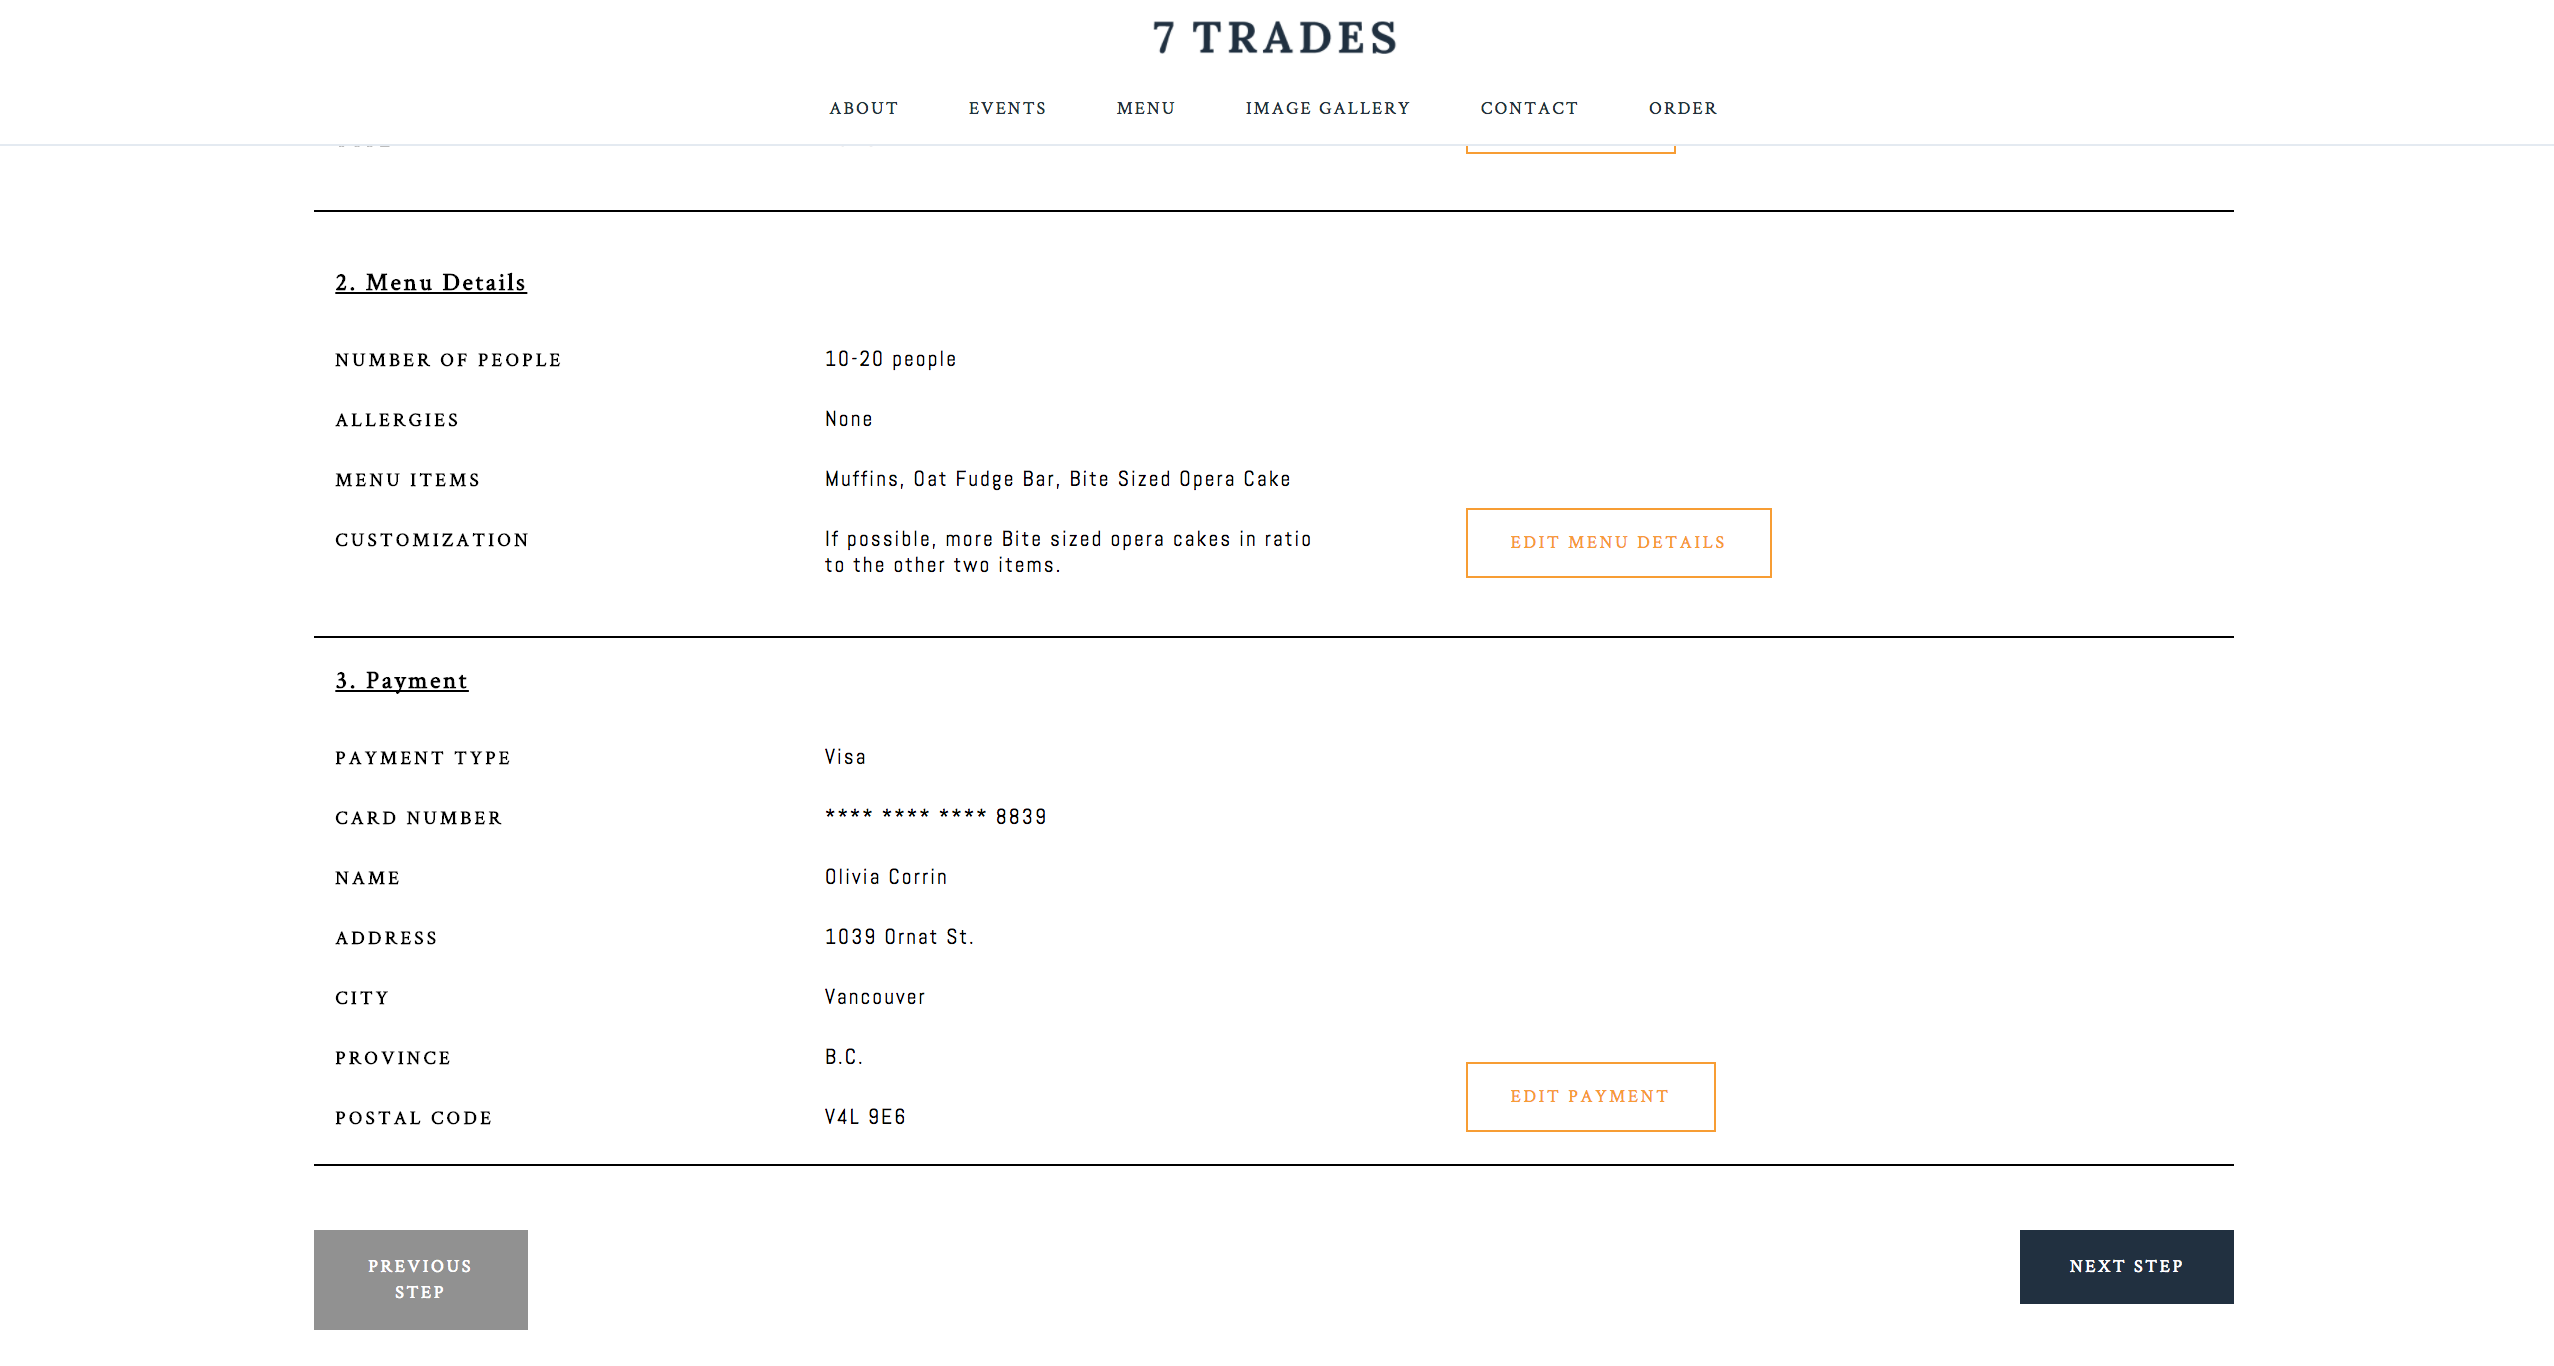 7 TRADES
ABOUT EVENTS MENU IMAGE GALLERY CONTACT ORDER
2. Menu Details
NUMBER OF PEOPLE 10-20 people
ALLERGIES None
MENU ITEMS Muffins, Oat Fudge Bar, Bite Sized Opera Cake
CUSTOMIZATION If possible, more Bite sized opera cakes in ratio
to the other two items.
EDIT MENU DETAILS
3. Payment
PAYMENT TYPE Visa
CARD NUMBER **** **** **** 8839
NAME Olivia Corrin
ADDRESS 1039 Ornat St.
CITY Vancouver
PROVINCE B.C.
EDIT PAYMENT
POSTAL CODE V4L 9E6
PREVIOUS
STEP
NEXT STEP